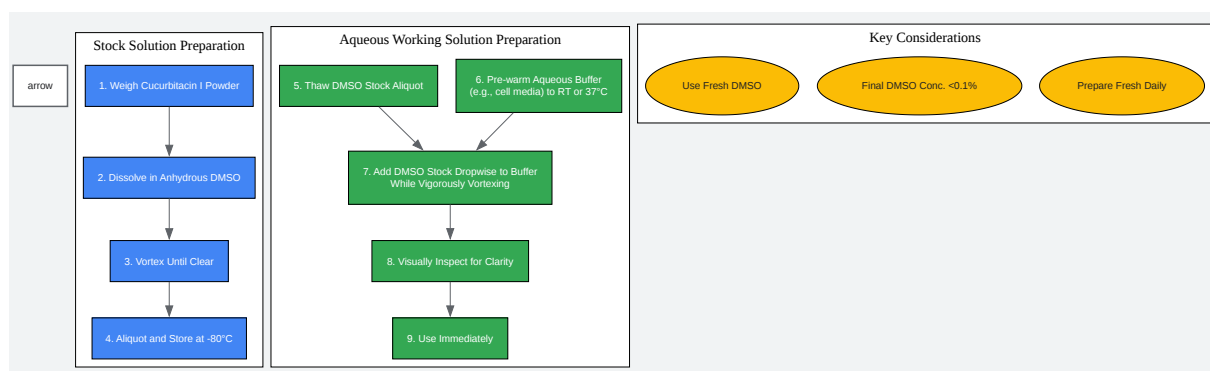 arrow
Stock Solution Preparation
1. Weigh Cucurbitacin I Powder
2. Dissolve in Anhydrous DMSO
3. Vortex Until Clear
4. Aliquot and Store at -80°C
Aqueous Working Solution Preparation
5. Thaw DMSO Stock Aliquot
6. Pre-warm Aqueous Buffer
(e.g., cell media) to RT or 37°C
7. Add DMSO Stock Dropwise to Buffer
While Vigorously Vortexing
8. Visually Inspect for Clarity
9. Use Immediately
Key Considerations
Use Fresh DMSO
Final DMSO Conc. <0.1%
Prepare Fresh Daily